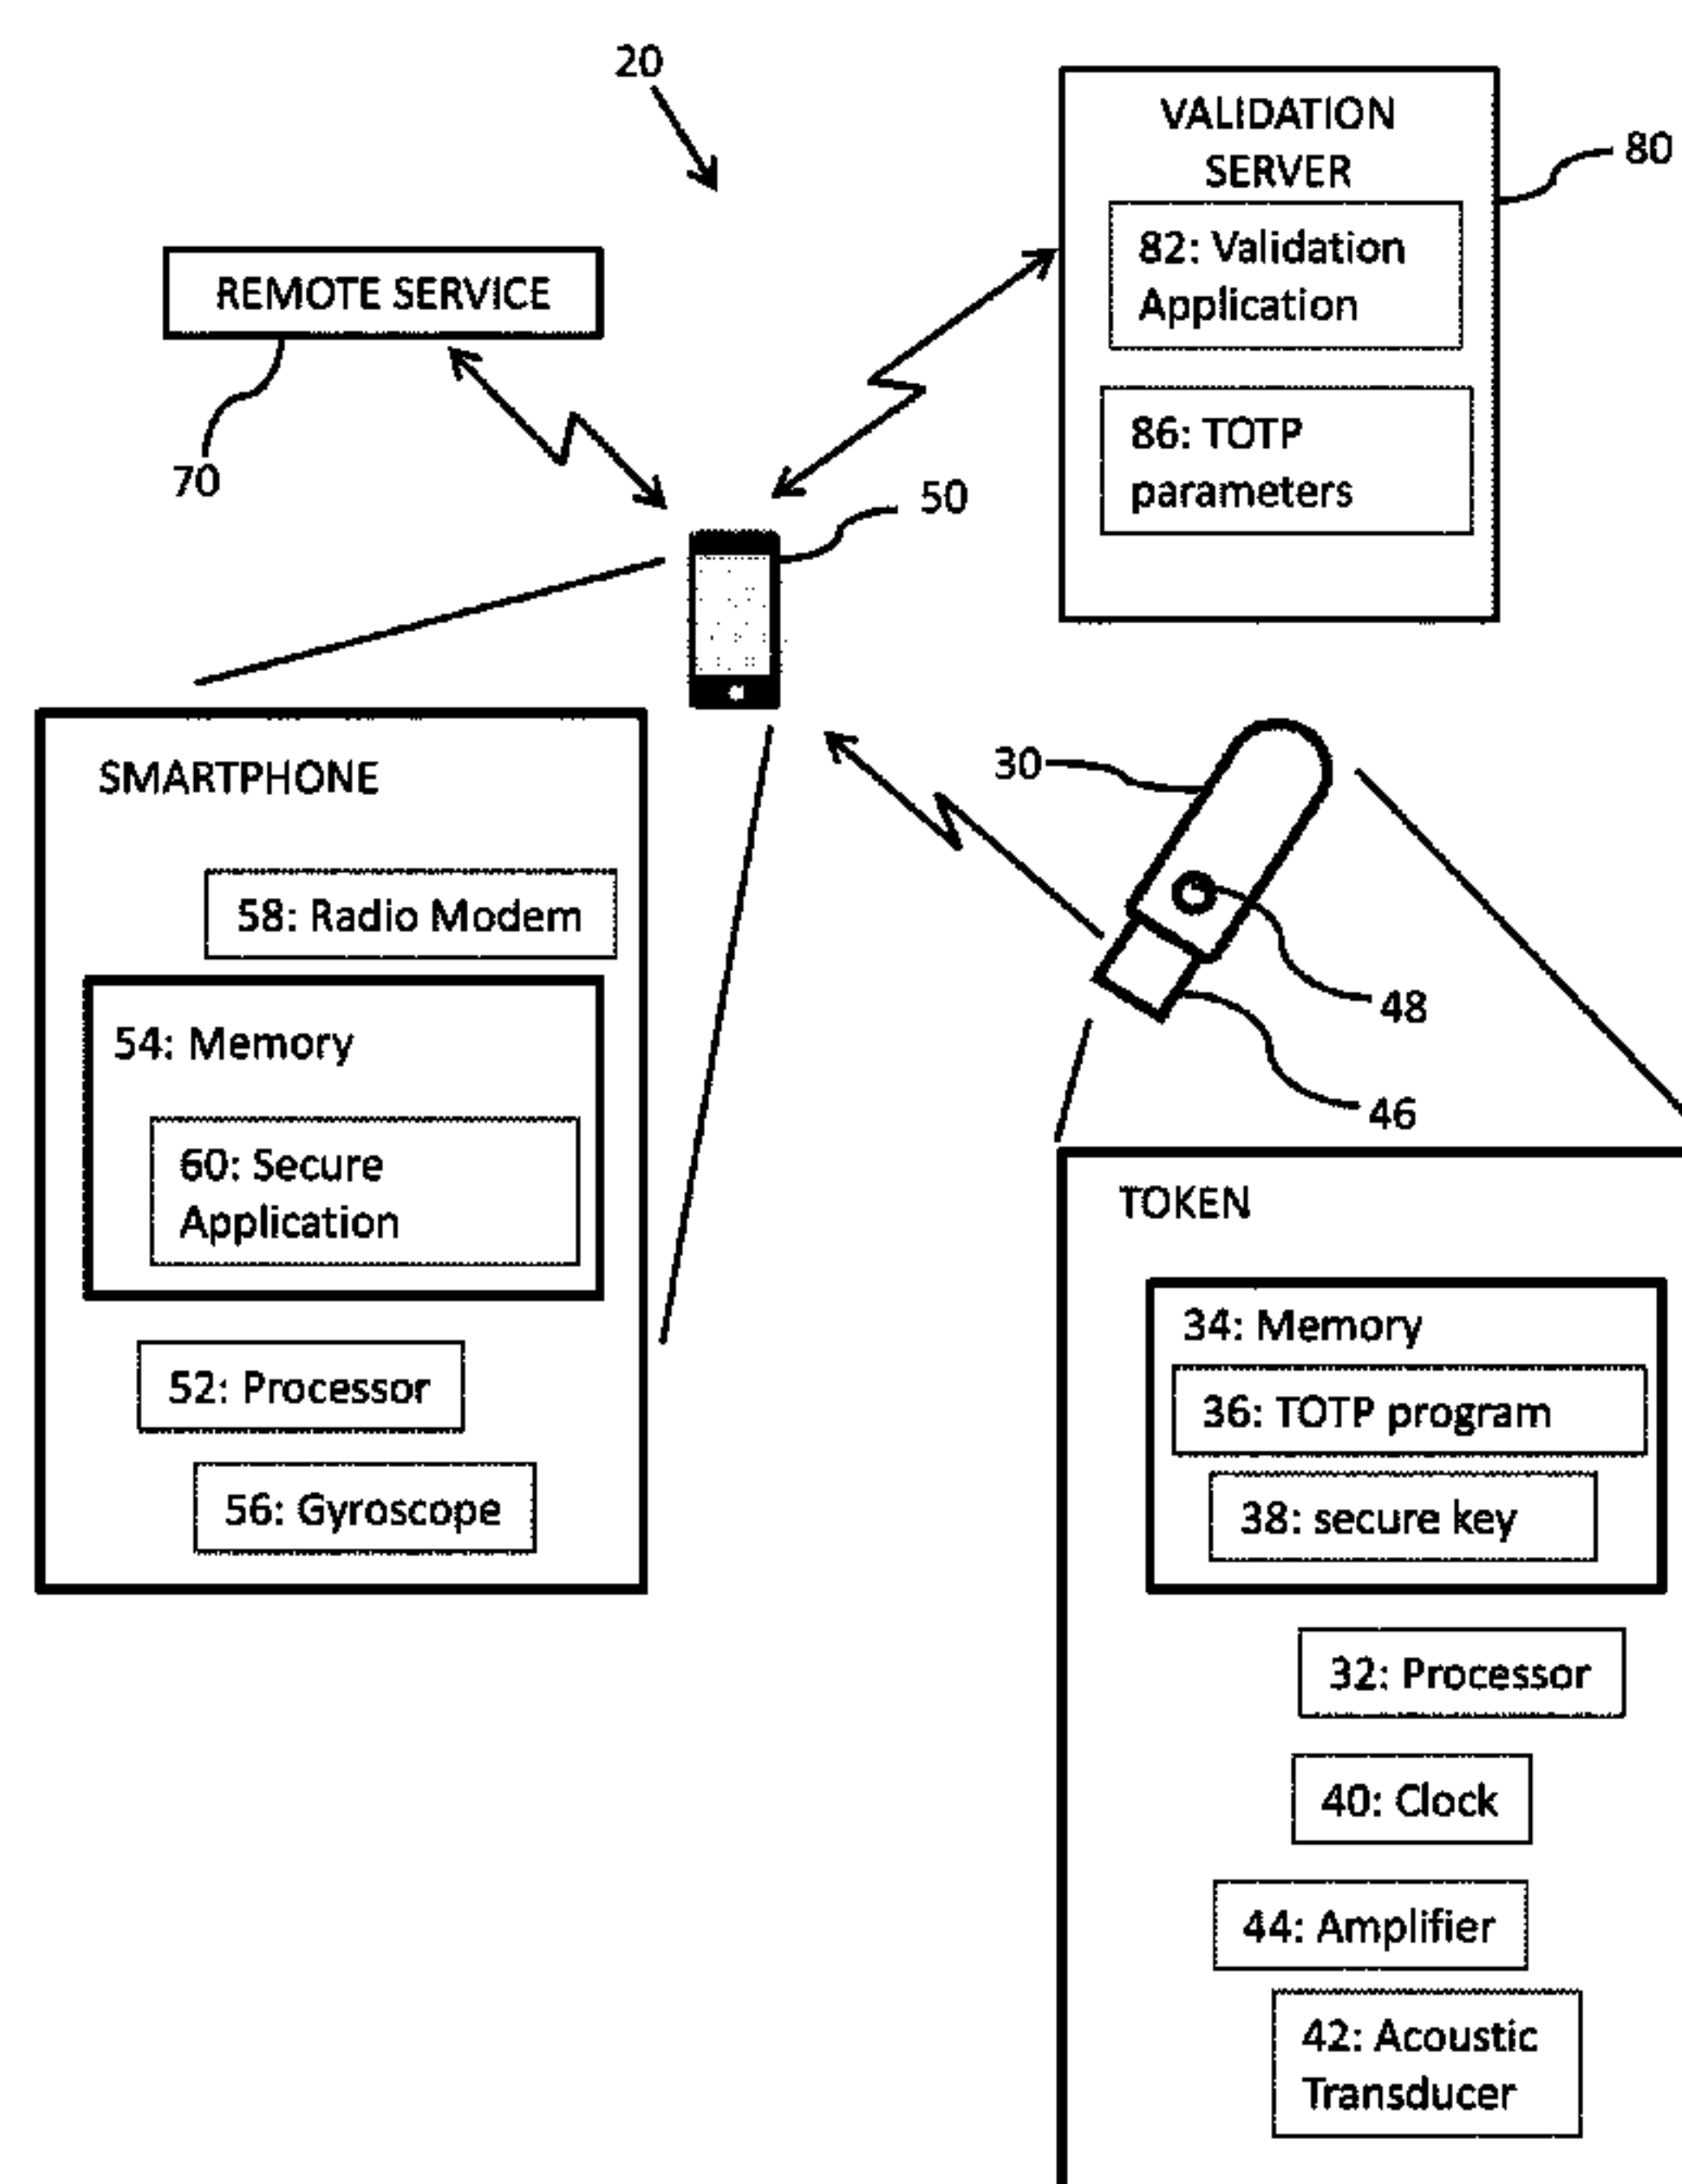 20
VALIDATION
SERVER
80
82: Validation
Application
REMOTE SERVICE
86: TOTP
parameters
70
50
SMARTPHONE
30
58: Radio Modem
48
54: Memory
46
60: Secure
Application
TOKEN
34: Memory
52: Processor
36: TOTP program
56: Gyroscope
38: secure key
32: Processor
40: Clock
44: Amplifier
42: Acoustic
Transducer